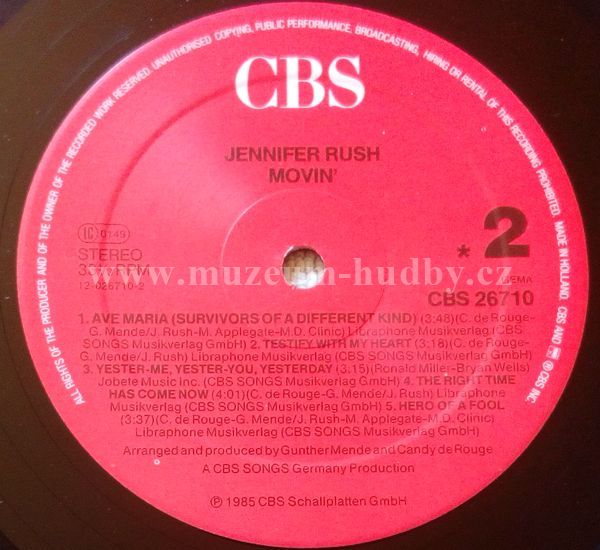 ALL RIGHTS OF THE PRODUCER AND OF THE OWNER OF THE RECORDED WORK RESERVED. UNAUTHORISED COPYING, PUBLIC PERFORMANCE, BROADCASTING, HIRING OR RENTAL OF THIS RECORDING PROHIBITED. MADE IN HOLLAND. CBS AND ℗ CBS INC.
CBS
JENNIFER RUSH
MOVIN'
LC 0149
STEREO
12-026710-2
* 2
CBS 26710
www.muzeum-hudby.cz
1. AVE MARIA (SURVIVORS OF A DIFFERENT KIND) (3:48)(C. de Rouge-
G. Mende/J. Rush-M. Applegate-M.D. Clinic) Libraphone Musikverlag (CBS
SONGS Musikverlag GmbH) 2. TESTIFY WITH MY HEART (3:18)(C. de Rouge-
G. Mende/J. Rush) Libraphone Musikverlag (CBS SONGS Musikverlag GmbH)
3. YESTER-ME, YESTER-YOU, YESTERDAY (3:15)(Ronald Miller-Bryan Wells)
Jobete Music Inc. (CBS SONGS Musikverlag GmbH) 4. THE RIGHT TIME
HAS COME NOW (4:01)(C. de Rouge/J. Rush) Libraphone
Musikverlag (CBS SONGS Musikverlag GmbH) 5. HERO OF A FOOL
(3:37)(C. de Rouge-G. Mende/J. Rush-M. Applegate-M.D. Clinic)
Libraphone Musikverlag (CBS SONGS Musikverlag GmbH)
Arranged and produced by Gunther Mende and Candy de Rouge
A CBS SONGS Germany Production
℗ 1985 CBS Schallplatten GmbH